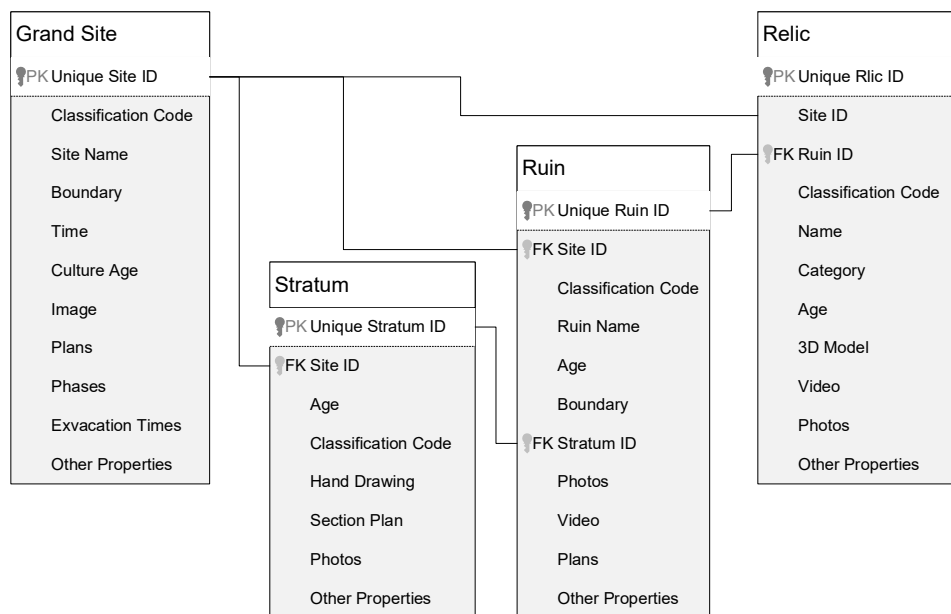 Grand Site
PK Unique Site ID
Classification Code
Site Name
Boundary
Time
Culture Age
Image
Plans
Phases
Exvacation Times
Other Properties
Stratum
PK Unique Stratum ID
FK Site ID
Age
Classification Code
Hand Drawing
Section Plan
Photos
Other Properties
Ruin
PK Unique Ruin ID
FK Site ID
Classification Code
Ruin Name
Age
Boundary
FK Stratum ID
Photos
Video
Plans
Other Properties
Relic
PK Unique Rlic ID
Site ID
FK Ruin ID
Classification Code
Name
Category
Age
3D Model
Video
Photos
Other Properties